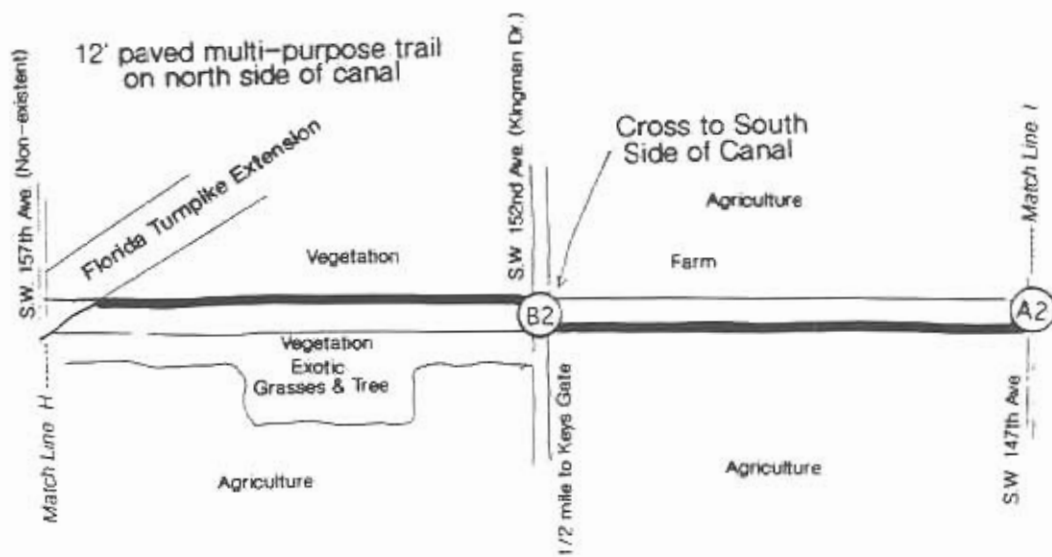 12' paved multi-purpose trail
on north side of canal
S.W. 157th Ave. (Non-existent)
Florida Turnpike Extension
S.W. 152nd Ave. (Kingman Dr.)
Cross to South
Side of Canal
Match Line I
Agriculture
Vegetation
Farm
B2
A2
Vegetation
Exotic
Grasses & Tree
Match Line H
Agriculture
1/2 mile to Keys Gate
Agriculture
S.W. 147th Ave